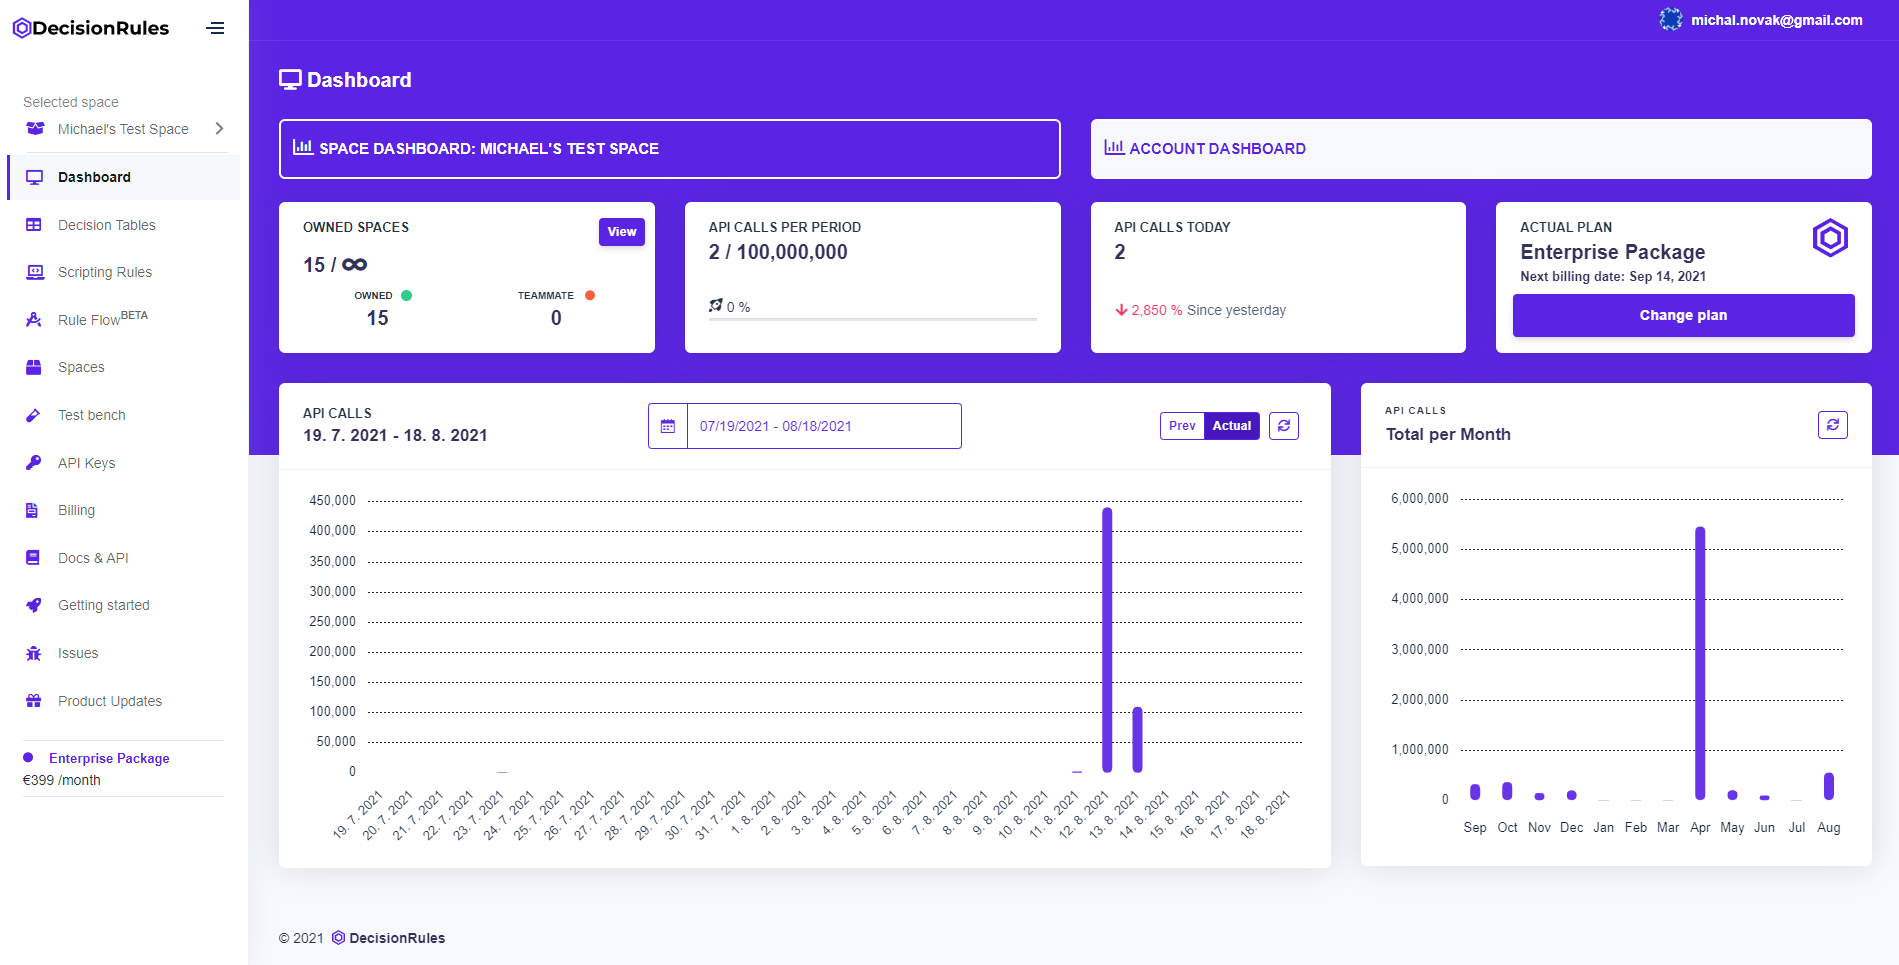 DecisionRules
michal.novak@gmail.com
Selected space
Michael's Test Space
Dashboard
Decision Tables
Scripting Rules
Rule FlowBETA
Spaces
Test bench
API Keys
Billing
Docs & API
Getting started
Issues
Product Updates
Enterprise Package
€399 /month
Dashboard
SPACE DASHBOARD: MICHAEL'S TEST SPACE
ACCOUNT DASHBOARD
OWNED SPACES
View
15 / ∞
OWNED
15
TEAMMATE
0
API CALLS PER PERIOD
2 / 100,000,000
0 %
API CALLS TODAY
2
2,850 % Since yesterday
ACTUAL PLAN
Enterprise Package
Next billing date: Sep 14, 2021
Change plan
API CALLS
19. 7. 2021 - 18. 8. 2021
07/19/2021 - 08/18/2021
Prev Actual
450,000
400,000
350,000
300,000
250,000
200,000
150,000
100,000
50,000
0
19. 7. 2021
20. 7. 2021
21. 7. 2021
22. 7. 2021
23. 7. 2021
24. 7. 2021
25. 7. 2021
26. 7. 2021
27. 7. 2021
28. 7. 2021
29. 7. 2021
30. 7. 2021
31. 7. 2021
1. 8. 2021
2. 8. 2021
3. 8. 2021
4. 8. 2021
5. 8. 2021
6. 8. 2021
7. 8. 2021
8. 8. 2021
9. 8. 2021
10. 8. 2021
11. 8. 2021
12. 8. 2021
13. 8. 2021
14. 8. 2021
15. 8. 2021
16. 8. 2021
17. 8. 2021
18. 8. 2021
API CALLS
Total per Month
6,000,000
5,000,000
4,000,000
3,000,000
2,000,000
1,000,000
0
Sep Oct Nov Dec Jan Feb Mar Apr May Jun Jul Aug
© 2021 DecisionRules